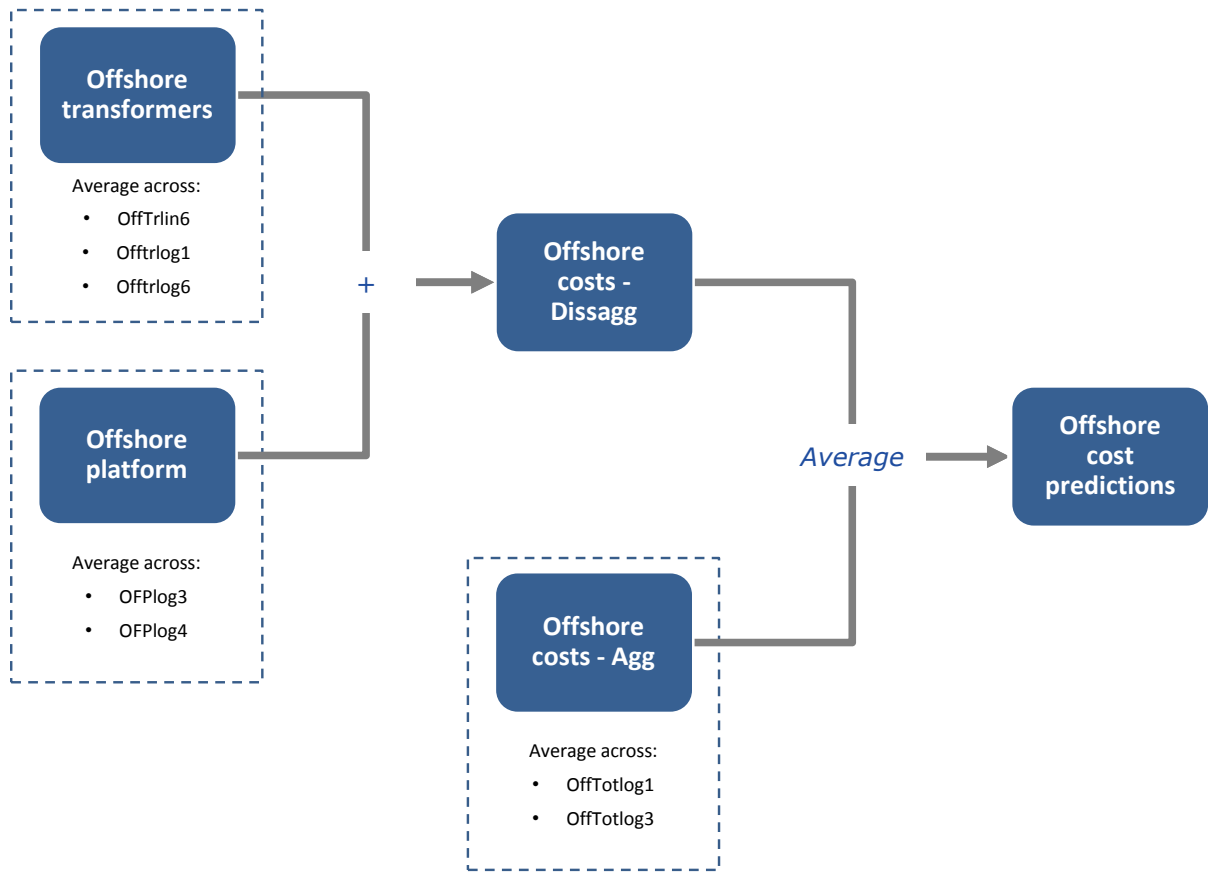 Offshore
transformers
Average across:
• OffTrlin6
• Offtrlog1
• Offtrlog6
+
Offshore
costs -
Dissagg
Offshore
platform
Average across:
• OFPlog3
• OFPlog4
Average
Offshore
cost
predictions
Offshore
costs - Agg
Average across:
• OffTotlog1
• OffTotlog3